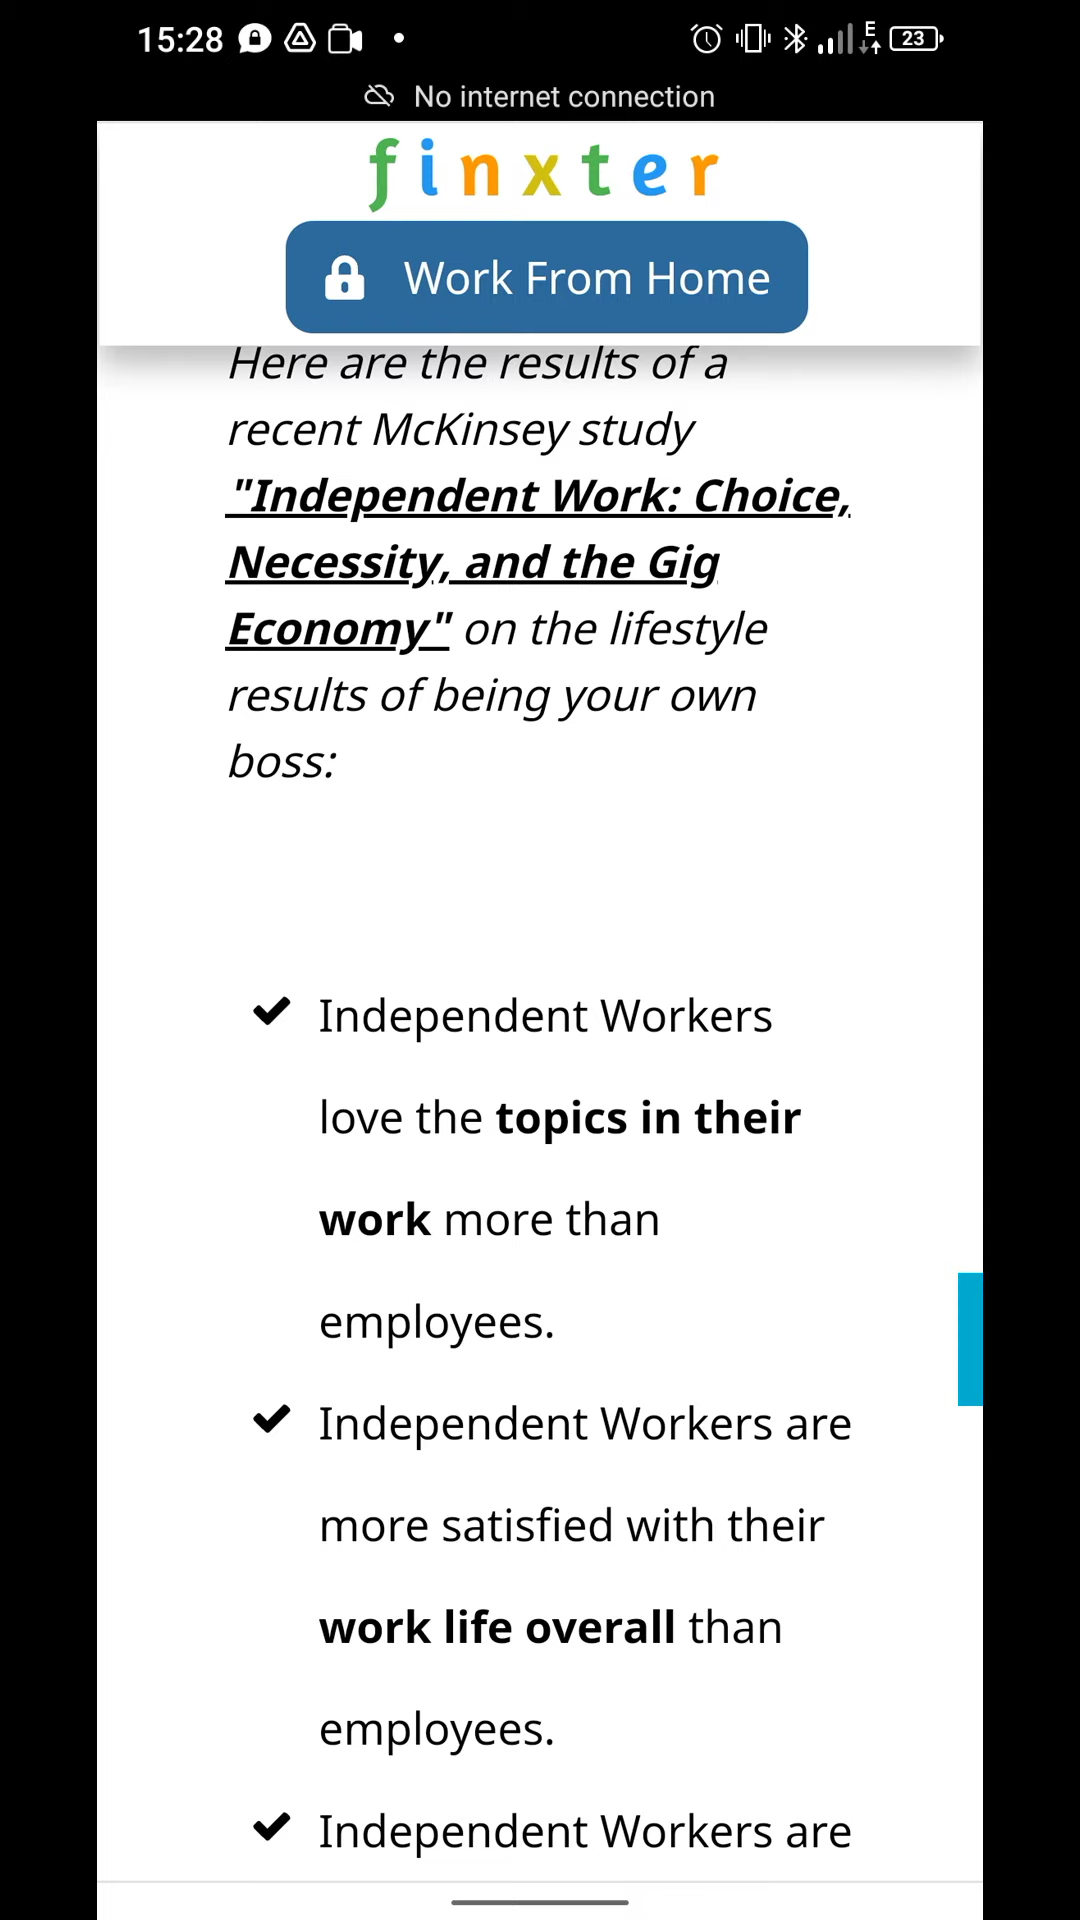 15:28
E
23
No internet connection
finxter
Work From Home
Here are the results of a
recent McKinsey study
"Independent Work: Choice,
Necessity, and the Gig
Economy" on the lifestyle
results of being your own
boss:
Independent Workers
love the topics in their
work more than
employees.
Independent Workers are
more satisfied with their
work life overall than
employees.
Independent Workers are